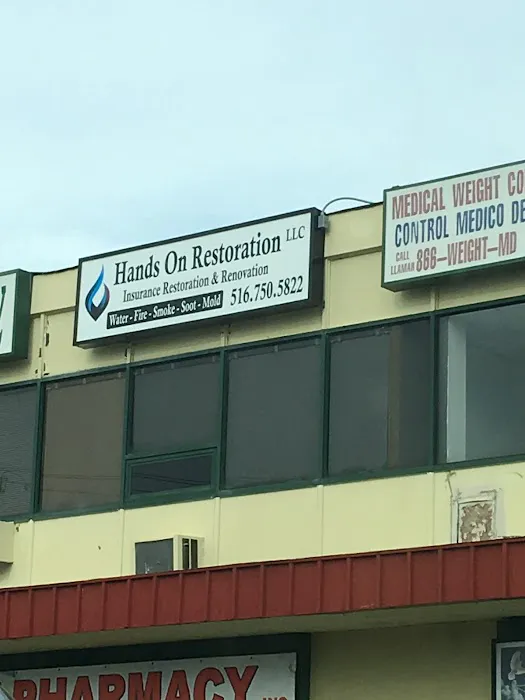 Hands On Restoration LLC
Insurance Restoration & Renovation
Water - Fire - Smoke - Soot - Mold 516.750.5822
MEDICAL WEIGHT CO
CONTROL MEDICO DE
CALL
LLAMAR 866-WEIGHT-MD
PHARMACY INC